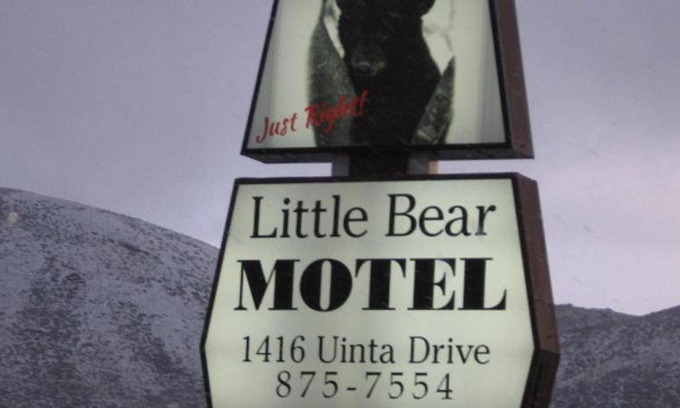 Just Right!
Little Bear
MOTEL
1416 Uinta Drive
875-7554